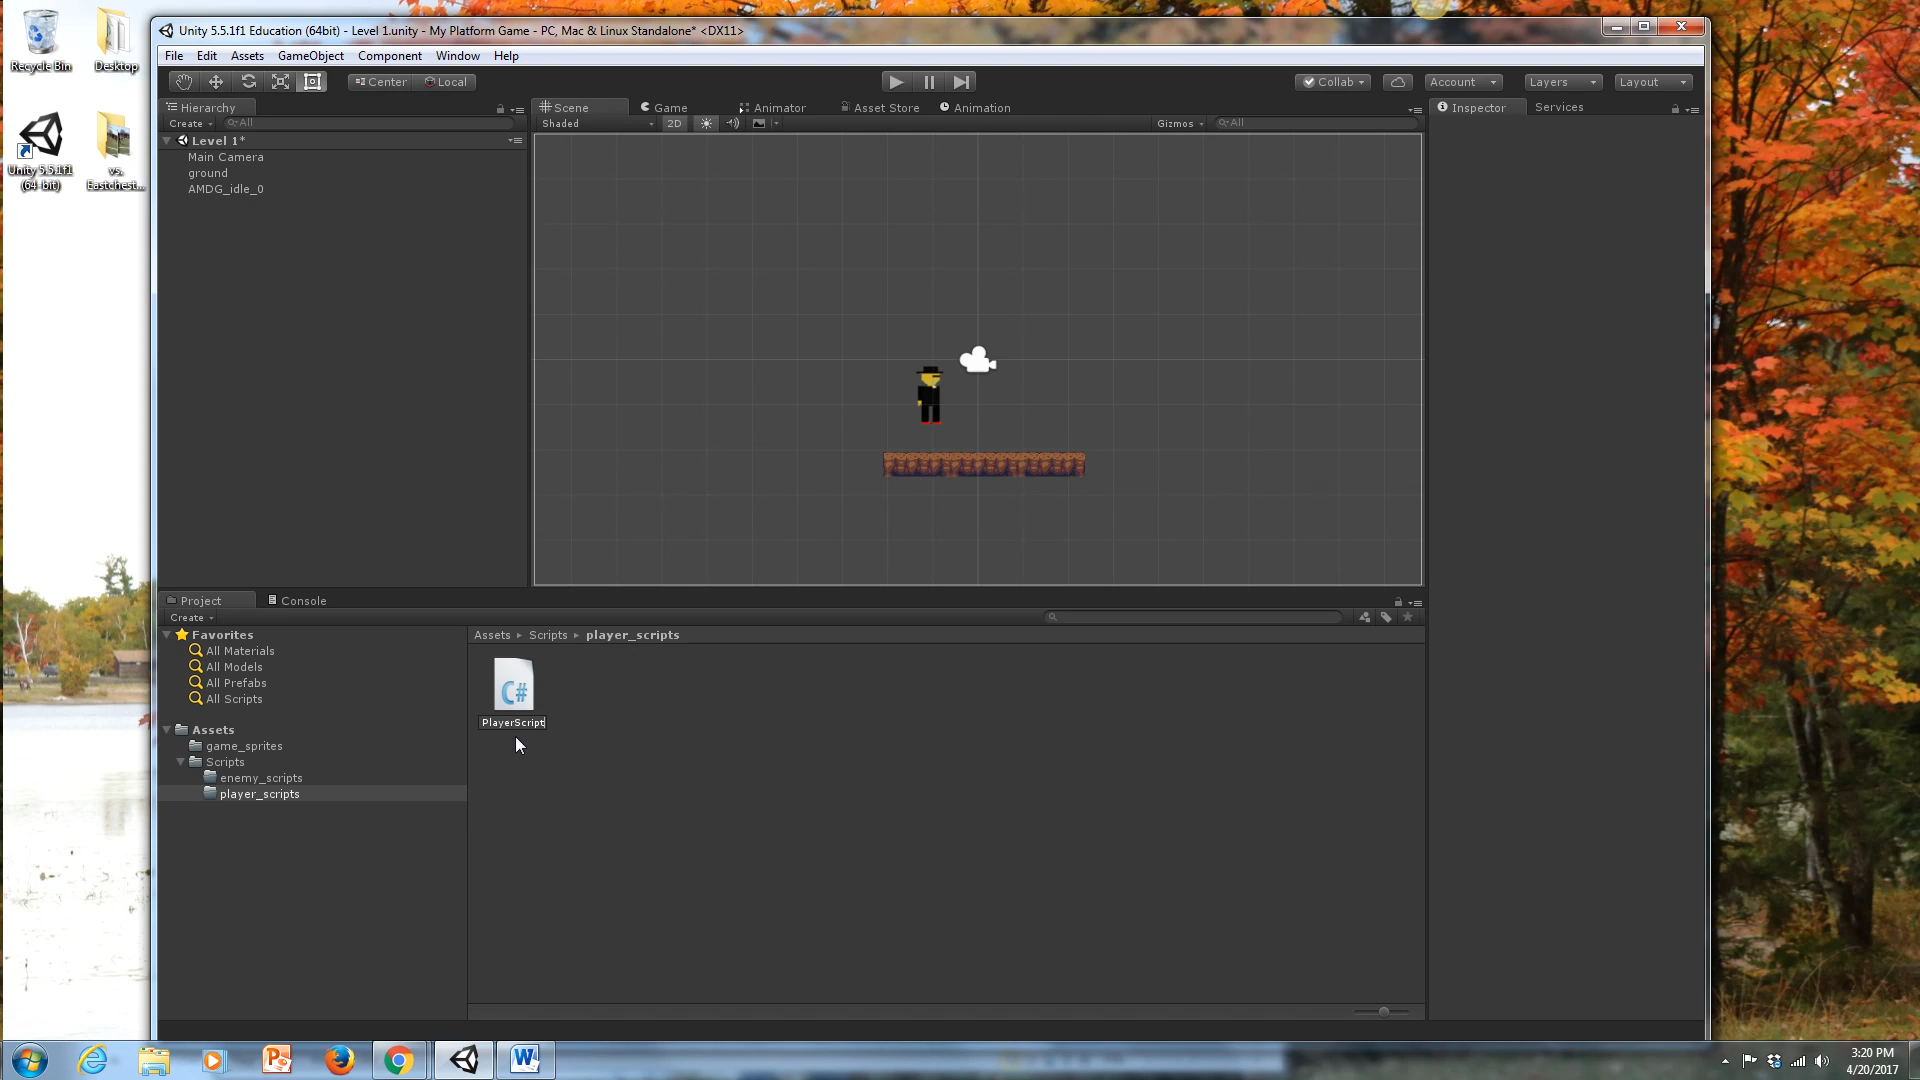 Recycle Bin
Desktop
Unity 5.5.1f1 (64-bit)
vs. Eastchest...
Unity 5.5.1f1 Education (64bit) - Level 1.unity - My Platform Game - PC, Mac & Linux Standalone* <DX11>
File Edit Assets GameObject Component Window Help
Center Local Collab Account Layers Layout
Hierarchy
Create All
Level 1*
Main Camera
ground
AMDG_idle_0
Scene Game Animator Asset Store Animation
Shaded 2D Gizmos All
Inspector Services
Project Console
Create
Favorites
All Materials
All Models
All Prefabs
All Scripts
Assets
game_sprites
Scripts
enemy_scripts
player_scripts
Assets Scripts player_scripts
C#
PlayerScript
3:20 PM
4/20/2017